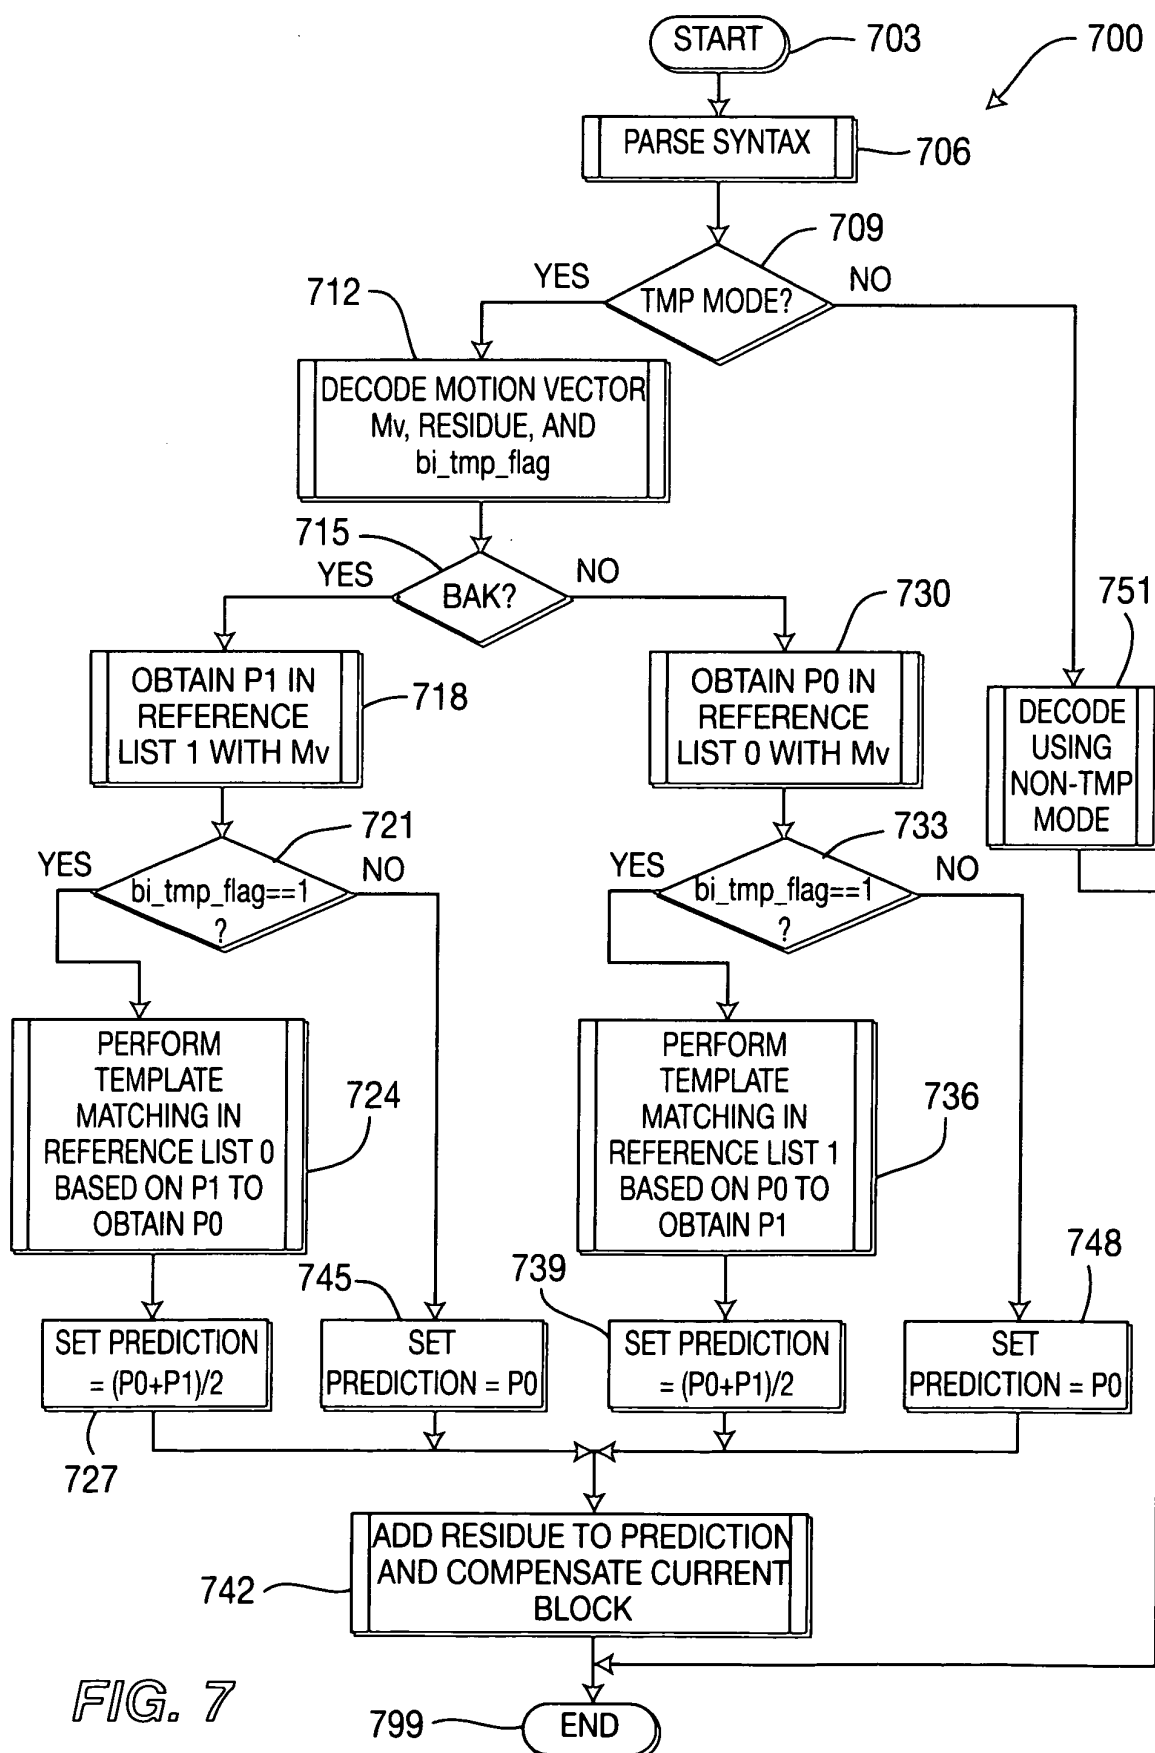 START
703
700
PARSE SYNTAX
706
709
YES
NO
TMP MODE?
712
DECODE MOTION VECTOR
Mv, RESIDUE, AND
bi_tmp_flag
715
YES
NO
BAK?
730
751
OBTAIN P1 IN
REFERENCE
LIST 1 WITH Mv
718
OBTAIN P0 IN
REFERENCE
LIST 0 WITH Mv
DECODE
USING
NON-TMP
MODE
721
YES
NO
bi_tmp_flag==1
?
733
YES
NO
bi_tmp_flag==1
?
PERFORM
TEMPLATE
MATCHING IN
REFERENCE LIST 0
BASED ON P1 TO
OBTAIN P0
724
PERFORM
TEMPLATE
MATCHING IN
REFERENCE LIST 1
BASED ON P0 TO
OBTAIN P1
736
745
739
748
SET PREDICTION
= (P0+P1)/2
SET
PREDICTION = P0
SET PREDICTION
= (P0+P1)/2
SET
PREDICTION = P0
727
ADD RESIDUE TO PREDICTION
AND COMPENSATE CURRENT
BLOCK
742
FIG. 7
799
END